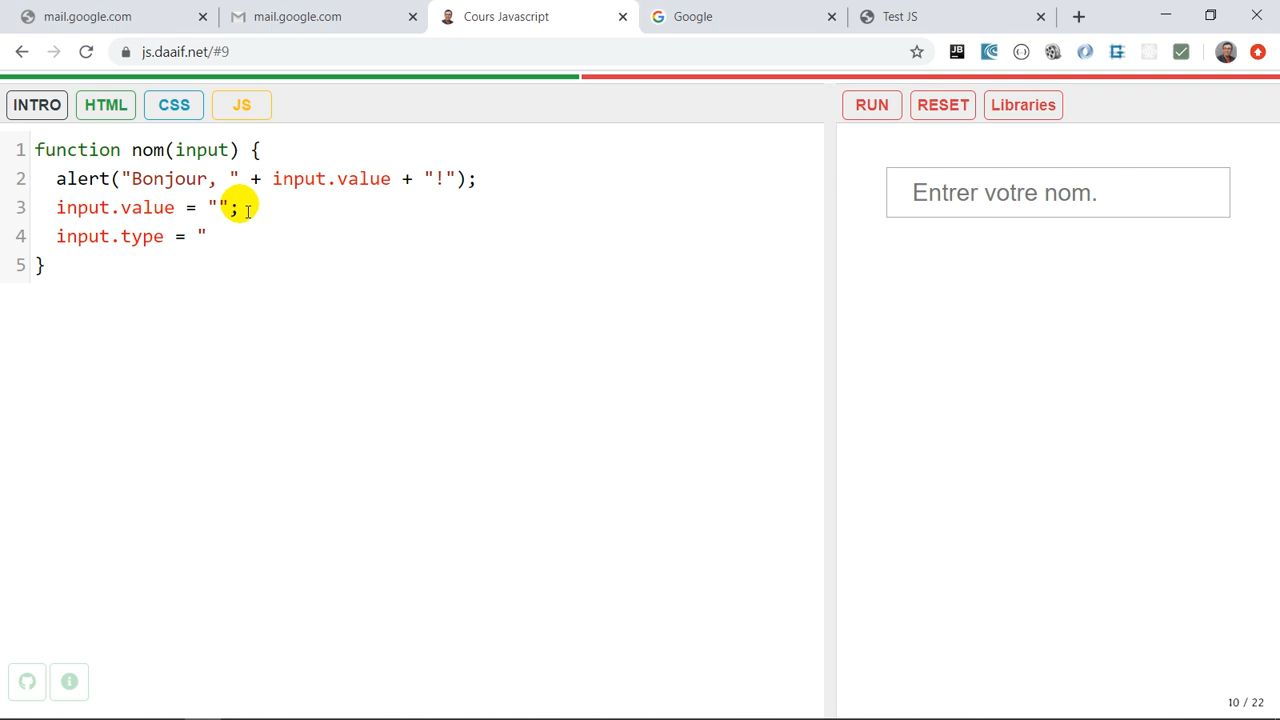 mail.google.com
mail.google.com
Cours Javascript
Google
Test JS
js.daaif.net/#9
JB
INTRO
HTML
CSS
JS
RUN
RESET
Libraries
1 function nom(input) {
2 alert("Bonjour, " + input.value + "!");
3 input.value = "";
4 input.type = "
5 }
Entrer votre nom.
10 / 22